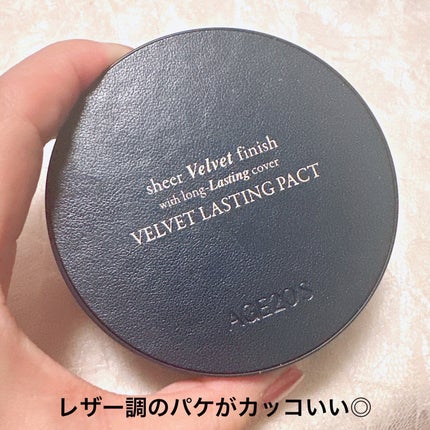 sheer Velvet finish
with long-Lasting cover
VELVET LASTING PACT
AGE20'S
レザー調のパケがカッコいい◎